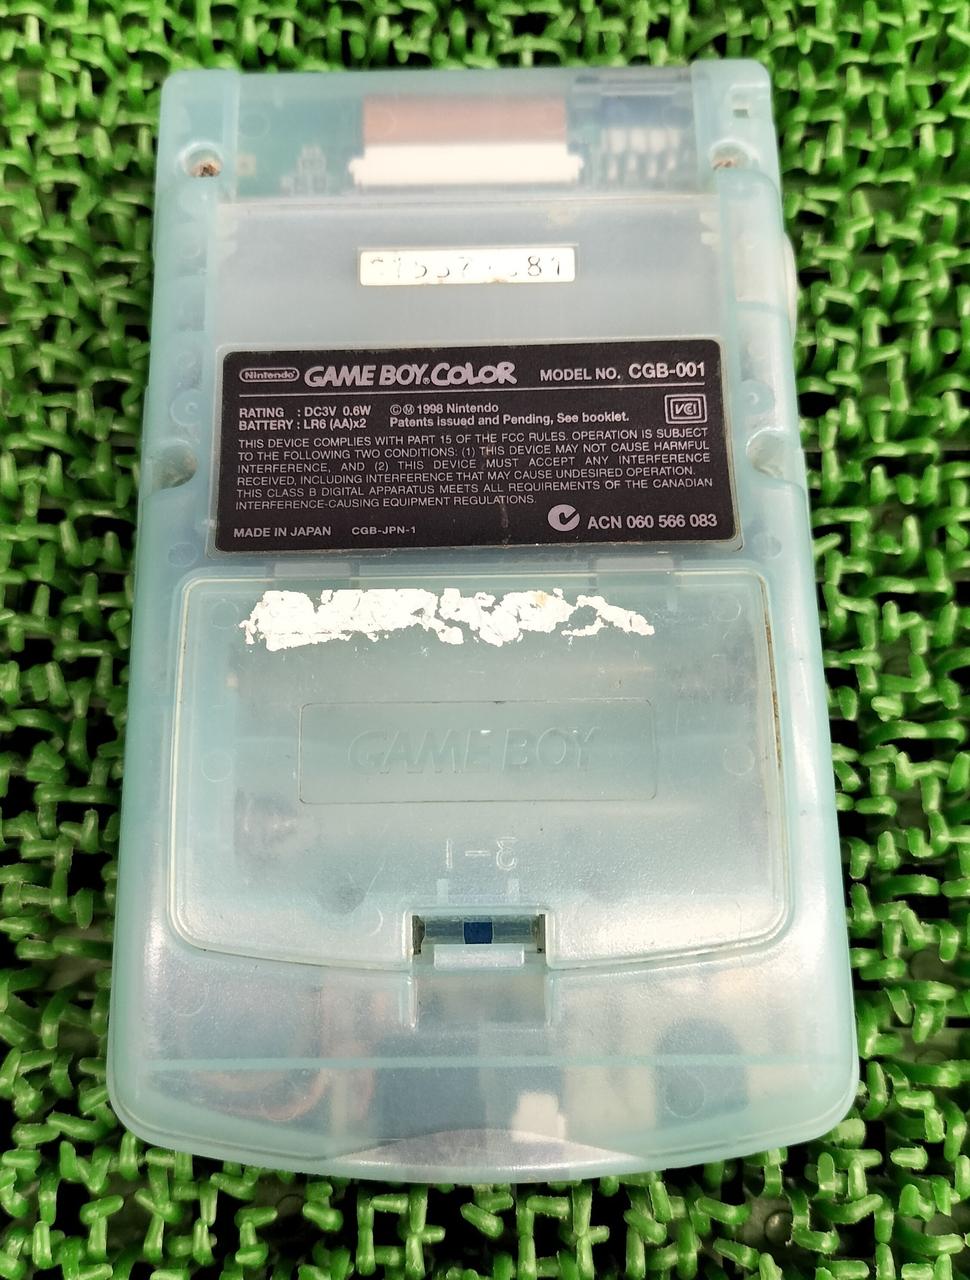 Nintendo GAME BOY COLOR MODEL NO. CGB-001
RATING : DC3V 0.6W ©Ⓜ1998 Nintendo
BATTERY : LR6 (AA)x2 Patents issued and Pending, See booklet.
VCI
THIS DEVICE COMPLIES WITH PART 15 OF THE FCC RULES. OPERATION IS SUBJECT
TO THE FOLLOWING TWO CONDITIONS: (1) THIS DEVICE MAY NOT CAUSE HARMFUL
INTERFERENCE, AND (2) THIS DEVICE MUST ACCEPT ANY INTERFERENCE
RECEIVED, INCLUDING INTERFERENCE THAT MAY CAUSE UNDESIRED OPERATION.
THIS CLASS B DIGITAL APPARATUS MEETS ALL REQUIREMENTS OF THE CANADIAN
INTERFERENCE-CAUSING EQUIPMENT REGULATIONS.
MADE IN JAPAN CGB-JPN-1 ACN 060 566 083
GAME BOY